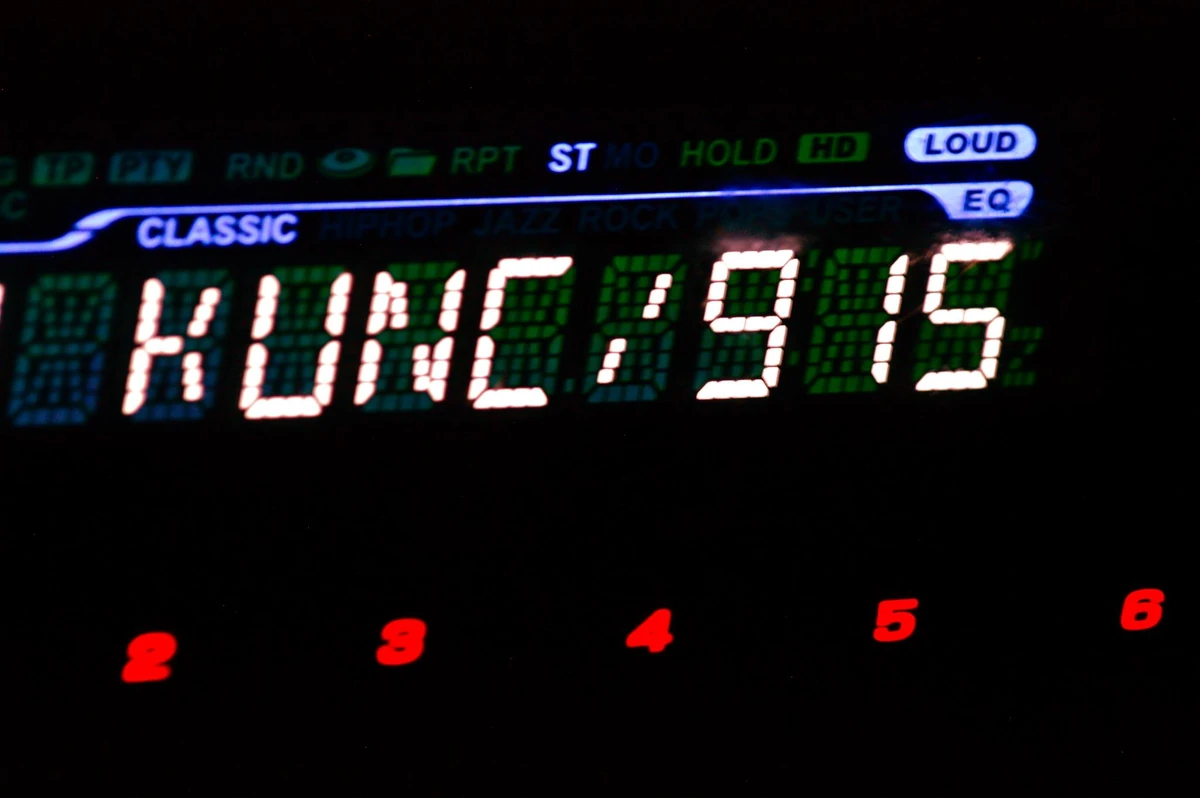 TP PTY RND RPT ST MO HOLD HD LOUD
C EQ
CLASSIC HIPHOP JAZZ ROCK POPS USER
KUNC/915
2 3 4 5 6